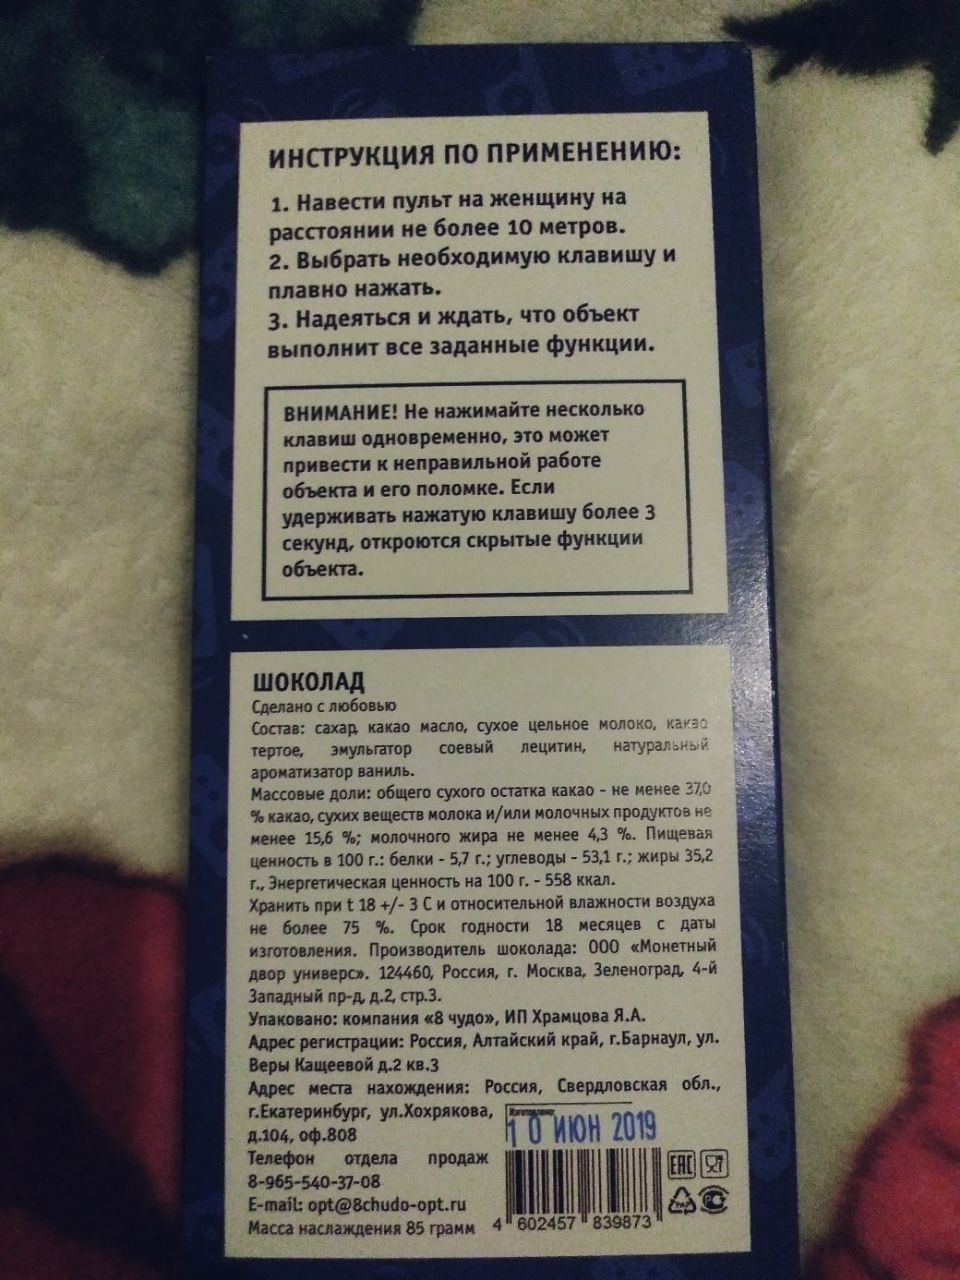 ИНСТРУКЦИЯ ПО ПРИМЕНЕНИЮ:
1. Навести пульт на женщину на
расстоянии не более 10 метров.
2. Выбрать необходимую клавишу и
плавно нажать.
3. Надеяться и ждать, что объект
выполнит все заданные функции.
ВНИМАНИЕ! Не нажимайте несколько
клавиш одновременно, это может
привести к неправильной работе
объекта и его поломке. Если
удерживать нажатую клавишу более 3
секунд, откроются скрытые функции
объекта.
ШОКОЛАД
Сделано с любовью
Состав: сахар, какао масло, сухое цельное молоко, какао
тертое, эмульгатор соевый лецитин, натуральный
ароматизатор ваниль.
Массовые доли: общего сухого остатка какао - не менее 37,0
% какао, сухих веществ молока и/или молочных продуктов не
менее 15,6 %; молочного жира не менее 4,3 %. Пищевая
ценность в 100 г.: белки - 5,7 г.; углеводы - 53,1 г.; жиры 35,2
г., Энергетическая ценность на 100 г. - 558 ккал.
Хранить при t 18 +/- 3 С и относительной влажности воздуха
не более 75 %. Срок годности 18 месяцев с даты
изготовления. Производитель шоколада: ООО «Монетный
двор универс». 124460, Россия, г. Москва, Зеленоград, 4-й
Западный пр-д, д.2, стр.3.
Упаковано: компания «8 чудо», ИП Храмцова Я.А.
Адрес регистрации: Россия, Алтайский край, г.Барнаул, ул.
Веры Кащеевой д.2 кв.3
Адрес места нахождения: Россия, Свердловская обл.,
г.Екатеринбург, ул.Хохрякова,
д.104, оф.808
Телефон отдела продаж
8-965-540-37-08
E-mail: opt@8chudo-opt.ru
Масса наслаждения 85 грамм
Изготовлено:
10 ИЮН 2019
4 602457 839873
EAC